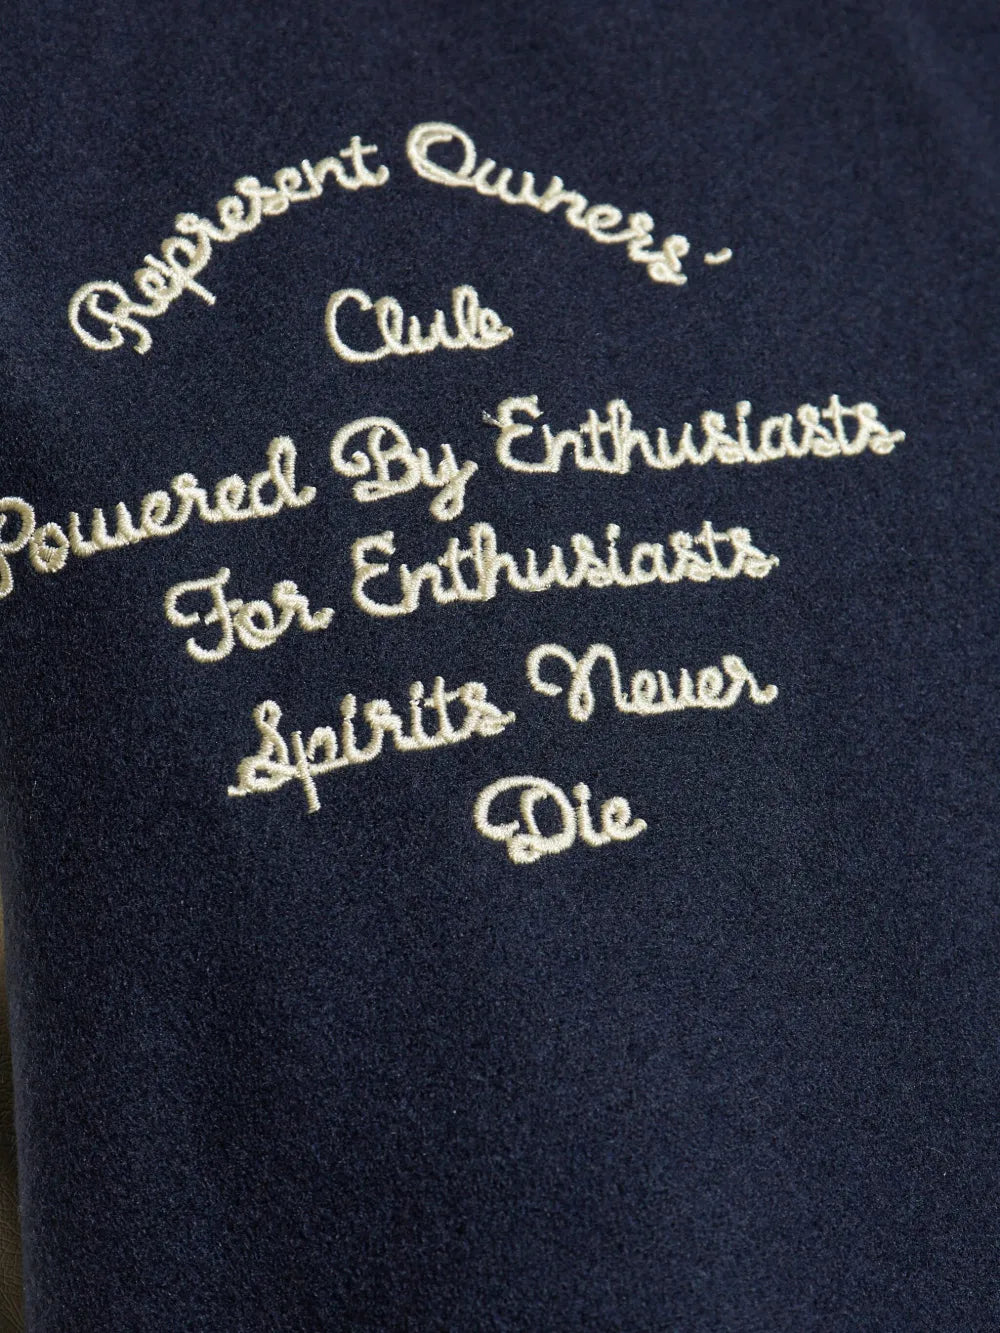 Represent Owners'
Club
Powered By Enthusiasts
For Enthusiasts
Spirits Never
Die